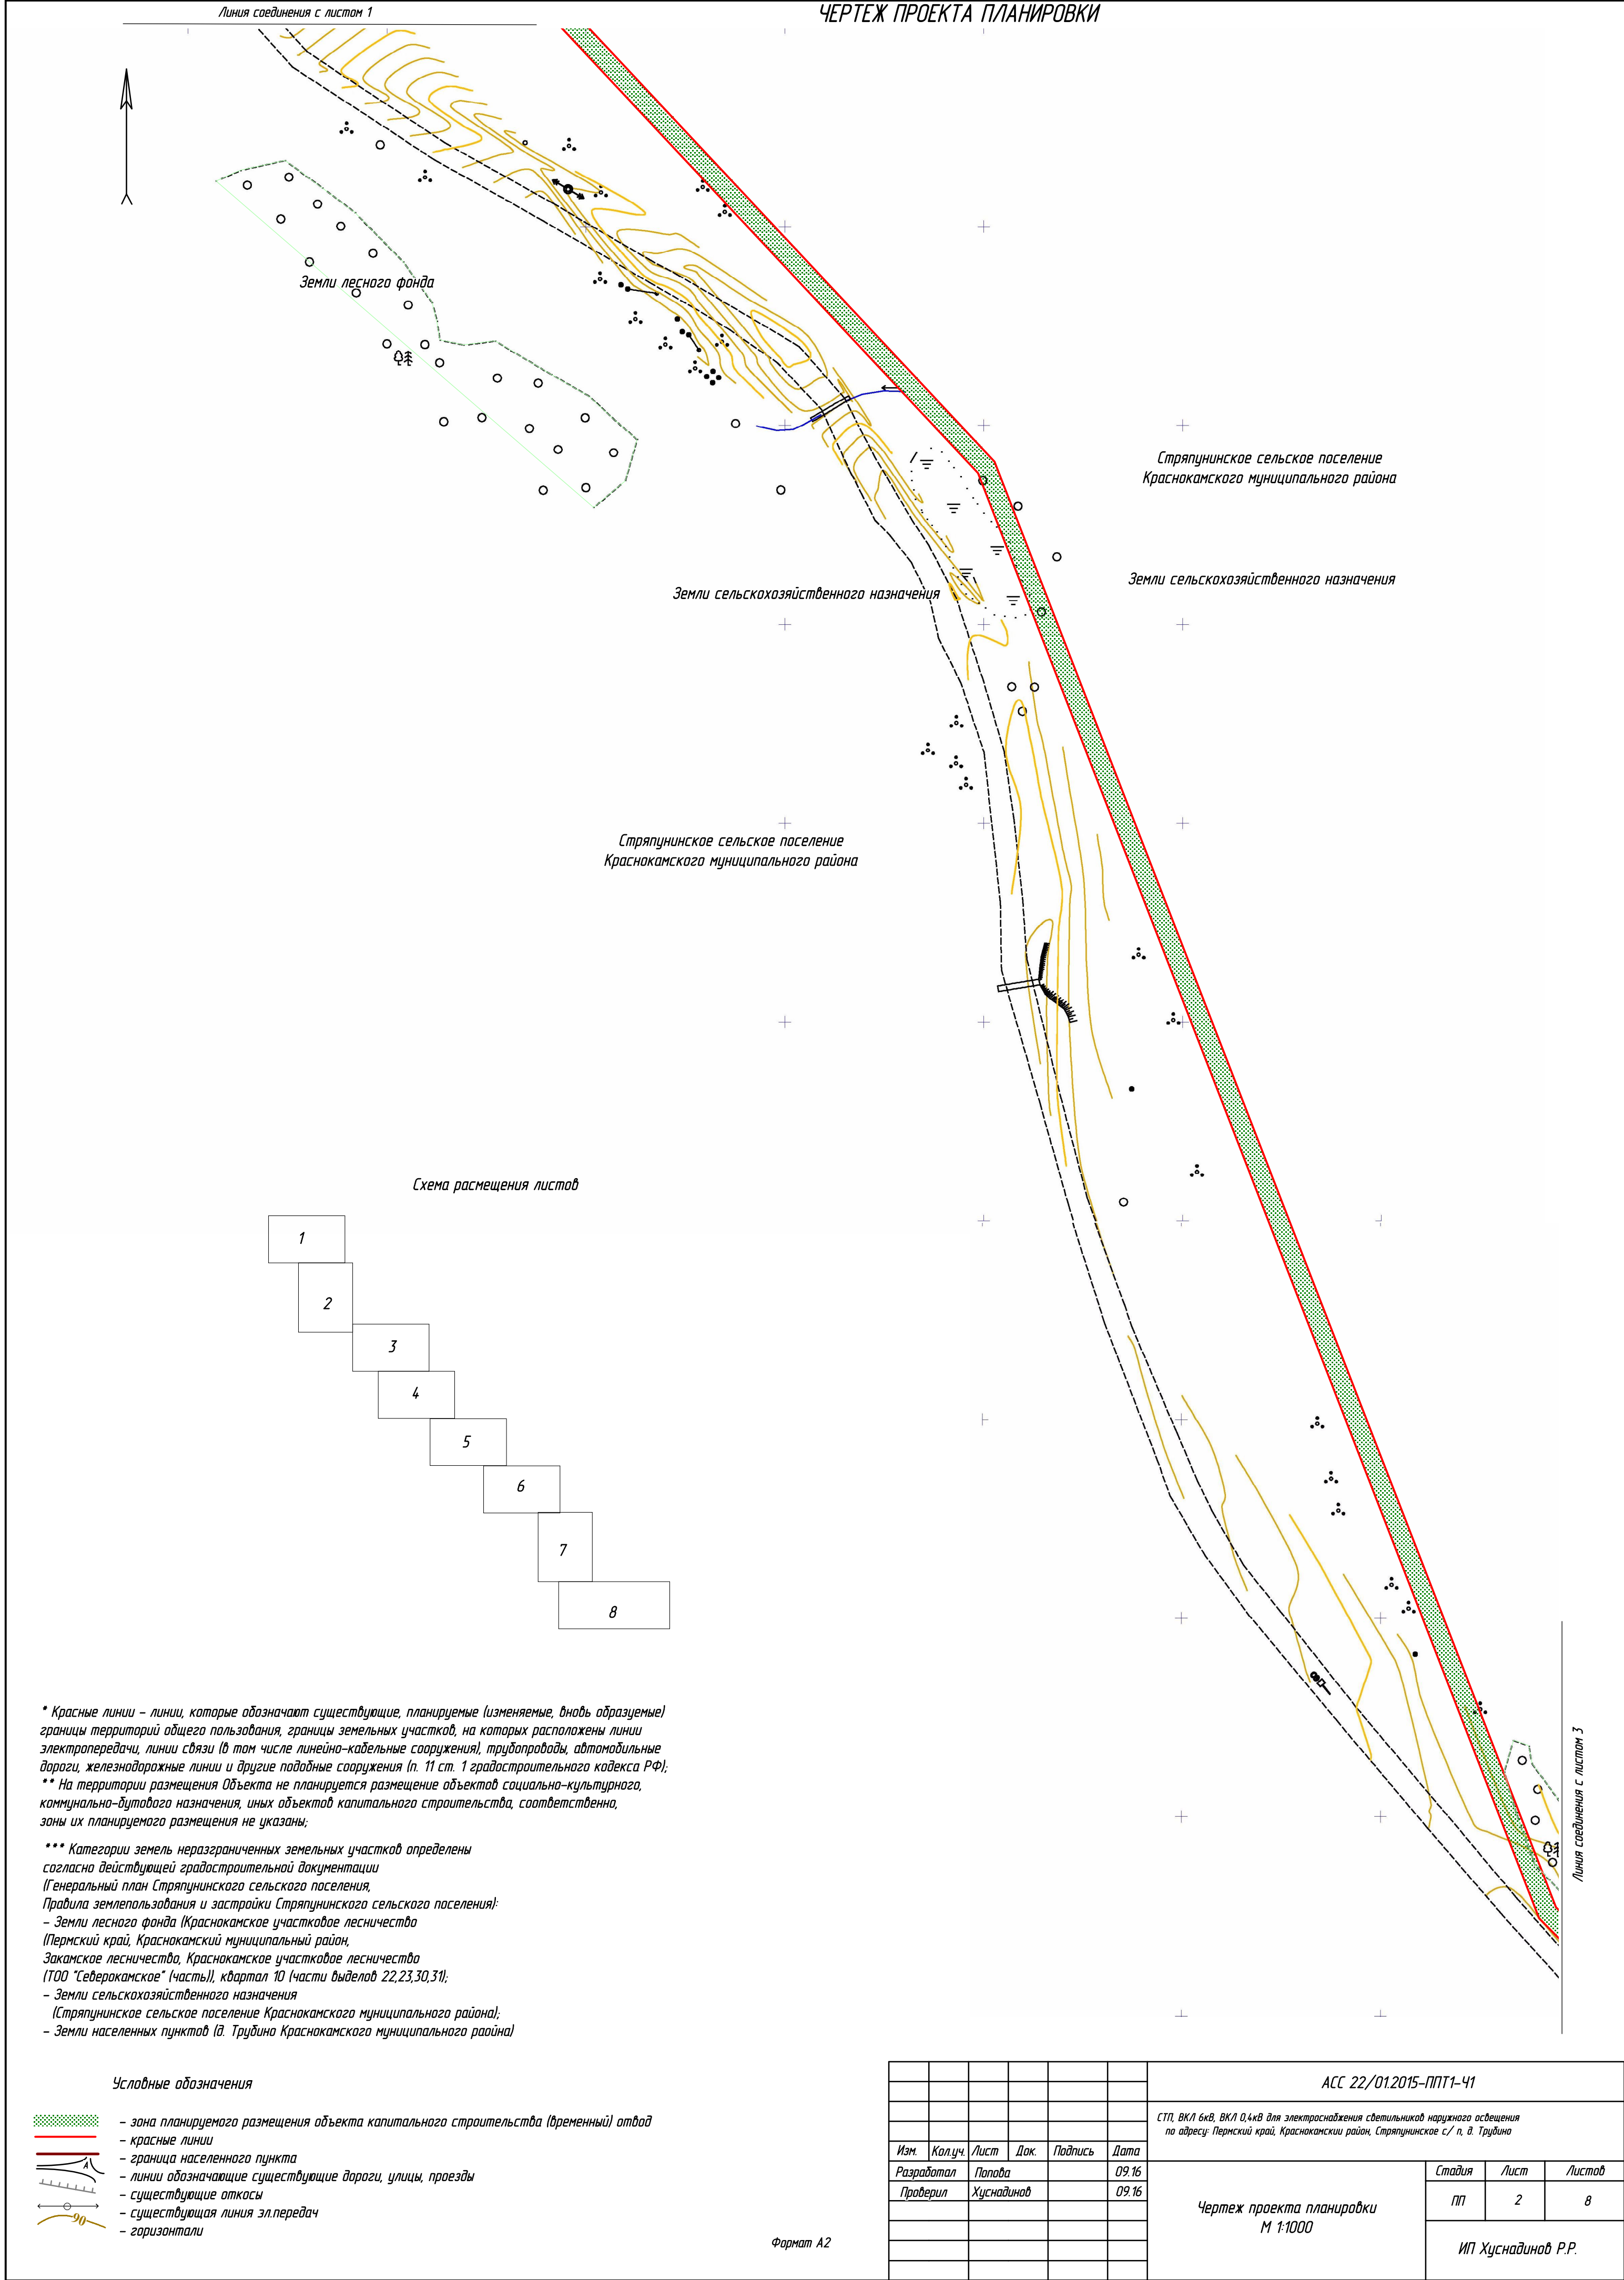 Линия соединения с листом 1
ЧЕРТЕЖ ПРОЕКТА ПЛАНИРОВКИ
Земли лесного фонда
Стряпунинское сельское поселение
Краснокамского муниципального района
Земли сельскохозяйственного назначения
Земли сельскохозяйственного назначения
Стряпунинское сельское поселение
Краснокамского муниципального района
Схема расмещения листов
1
2
3
4
5
6
7
8
Линия соединения с листом 3
* Красные линии – линии, которые обозначают существующие, планируемые (изменяемые, вновь образуемые)
границы территорий общего пользования, границы земельных участков, на которых расположены линии
электропередачи, линии связи (в том числе линейно-кабельные сооружения), трубопроводы, автомобильные
дороги, железнодорожные линии и другие подобные сооружения (п. 11 ст. 1 градостроительного кодекса РФ);
** На территории размещения Объекта не планируется размещение объектов социально-культурного,
коммунально-бутового назначения, иных объектов капитального строительства, соответственно,
зоны их планируемого размещения не указаны;
*** Категории земель неразграниченных земельных участков определены
согласно действующей градостроительной документации
(Генеральный план Стряпунинского сельского поселения,
Правила землепользования и застройки Стряпунинского сельского поселения):
– Земли лесного фонда (Краснокамское участковое лесничество
(Пермский край, Краснокамский муниципальный район,
Закамское лесничество, Краснокамское участковое лесничество
(ТОО "Северокамское" (часть)), квартал 10 (части выделов 22,23,30,31);
– Земли сельскохозяйственного назначения
(Стряпунинское сельское поселение Краснокамского муниципального района);
– Земли населенных пунктов (д. Трубино Краснокамского муниципального раойна)
Условные обозначения
– зона планируемого размещения объекта капитального строительства (временный) отвод
– красные линии
– граница населенного пункта
А
– линии обозначающие существующие дороги, улицы, проезды
– существующие откосы
– существующая линия эл.передач
90
– горизонтали
Формат А2
АСС 22/01.2015-ППТ1-Ч1
СТП, ВКЛ 6кВ, ВКЛ 0,4кВ для электроснабжения светильников наружного освещения
по адресу: Пермский край, Краснокамскии район, Стряпунинское с/ п, д. Трубино
Изм. Кол.уч. Лист Док. Подпись Дата
Разработал Попова 09.16
Проверил Хуснадинов 09.16
Чертеж проекта планировки
М 1:1000
Стадия Лист Листов
ПП 2 8
ИП Хуснадинов Р.Р.